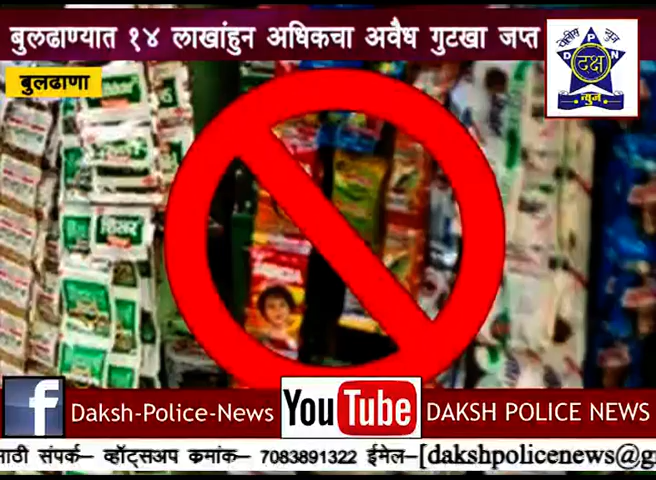 बुलढाण्यात १४ लाखांहुन अधिकचा अवैध गुटखा जप्त
पोलीस न्युज
D P N
दक्ष
न्युज
बुलढाणा
f Daksh-Police-News YouTube DAKSH POLICE NEWS
साठी संपर्क– व्हॉट्सअप क्रमांक– 7083891322 ईमेल–[dakshpolicenews@g